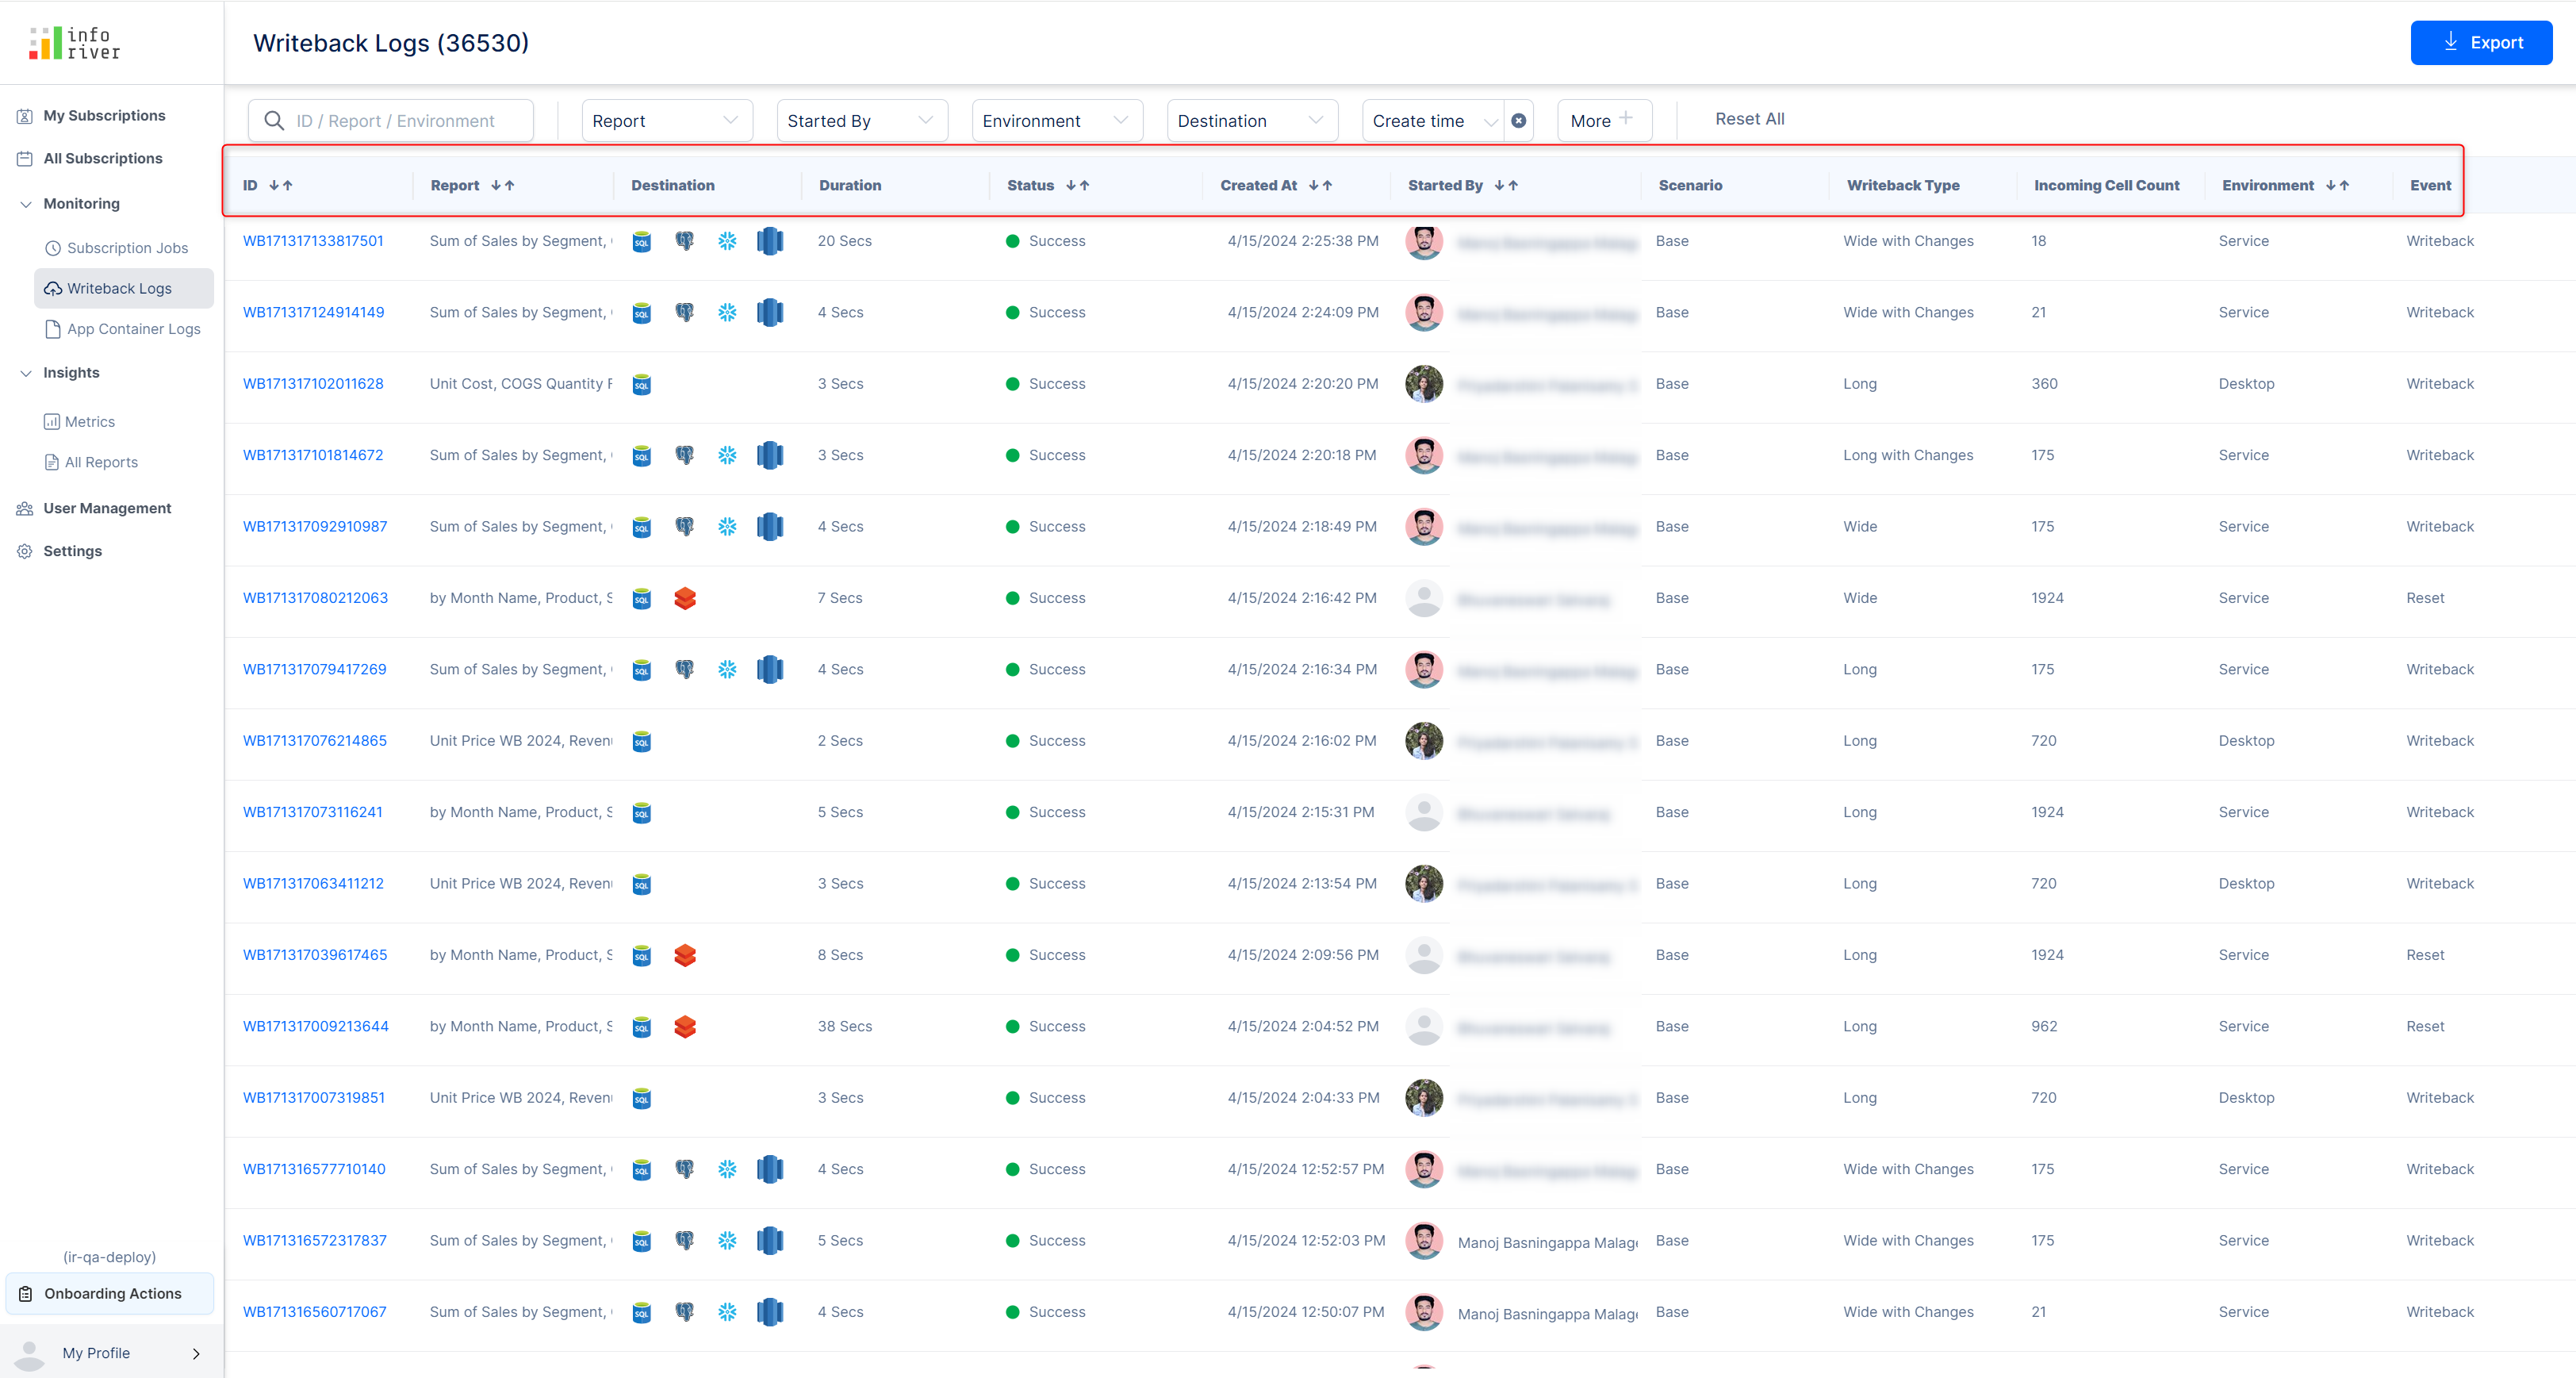 info
river
Writeback Logs (36530)
Export
My Subscriptions
All Subscriptions
Monitoring
Subscription Jobs
Writeback Logs
App Container Logs
Insights
Metrics
All Reports
User Management
Settings
(ir-qa-deploy)
Onboarding Actions
My Profile
ID / Report / Environment Report Started By Environment Destination Create time More Reset All
ID Report Destination Duration Status Created At Started By Scenario Writeback Type Incoming Cell Count Environment Event
WB171317133817501 Sum of Sales by Segment, SQL 20 Secs Success 4/15/2024 2:25:38 PM Base Wide with Changes 18 Service Writeback
WB171317124914149 Sum of Sales by Segment, SQL 4 Secs Success 4/15/2024 2:24:09 PM Base Wide with Changes 21 Service Writeback
WB171317102011628 Unit Cost, COGS Quantity SQL 3 Secs Success 4/15/2024 2:20:20 PM Base Long 360 Desktop Writeback
WB171317101814672 Sum of Sales by Segment, SQL 3 Secs Success 4/15/2024 2:20:18 PM Base Long with Changes 175 Service Writeback
WB171317092910987 Sum of Sales by Segment, SQL 4 Secs Success 4/15/2024 2:18:49 PM Base Wide 175 Service Writeback
WB171317080212063 by Month Name, Product, S SQL 7 Secs Success 4/15/2024 2:16:42 PM Base Wide 1924 Service Reset
WB171317079417269 Sum of Sales by Segment, SQL 4 Secs Success 4/15/2024 2:16:34 PM Base Long 175 Service Writeback
WB171317076214865 Unit Price WB 2024, Reven SQL 2 Secs Success 4/15/2024 2:16:02 PM Base Long 720 Desktop Writeback
WB171317073116241 by Month Name, Product, S SQL 5 Secs Success 4/15/2024 2:15:31 PM Base Long 1924 Service Writeback
WB171317063411212 Unit Price WB 2024, Reven SQL 3 Secs Success 4/15/2024 2:13:54 PM Base Long 720 Desktop Writeback
WB171317039617465 by Month Name, Product, S SQL 8 Secs Success 4/15/2024 2:09:56 PM Base Long 1924 Service Reset
WB171317009213644 by Month Name, Product, S SQL 38 Secs Success 4/15/2024 2:04:52 PM Base Long 962 Service Reset
WB171317007319851 Unit Price WB 2024, Reven SQL 3 Secs Success 4/15/2024 2:04:33 PM Base Long 720 Desktop Writeback
WB171316577710140 Sum of Sales by Segment, SQL 4 Secs Success 4/15/2024 12:52:57 PM Base Wide with Changes 175 Service Writeback
WB171316572317837 Sum of Sales by Segment, SQL 5 Secs Success 4/15/2024 12:52:03 PM Manoj Basningappa Malag Base Wide with Changes 175 Service Writeback
WB171316560717067 Sum of Sales by Segment, SQL 4 Secs Success 4/15/2024 12:50:07 PM Manoj Basningappa Malag Base Wide with Changes 21 Service Writeback